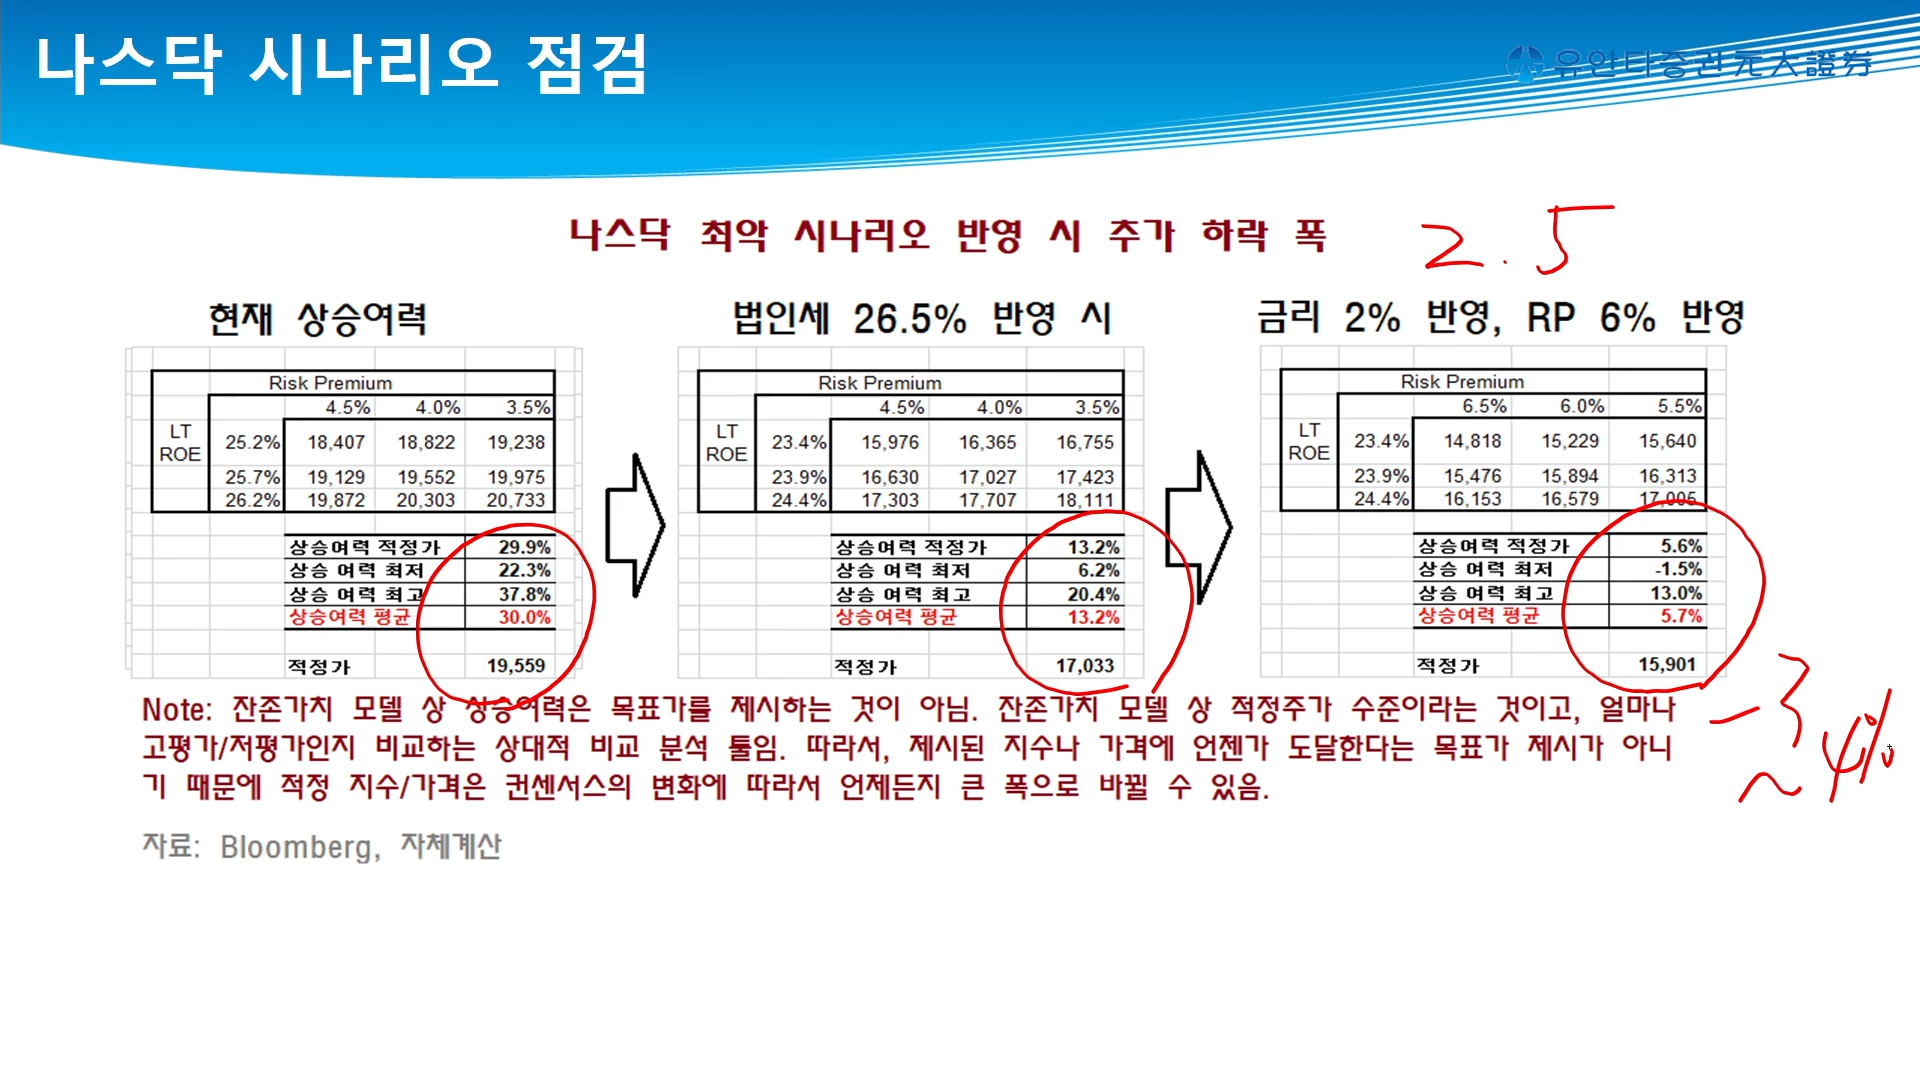 나스닥 시나리오 점검
유안타증권 元大證券
나스닥 최악 시나리오 반영 시 추가 하락 폭
2.5
현재 상승여력
Risk Premium
4.5% 4.0% 3.5%
LT ROE
25.2% 18,407 18,822 19,238
25.7% 19,129 19,552 19,975
26.2% 19,872 20,303 20,733
상승여력 적정가 29.9%
상승 여력 최저 22.3%
상승 여력 최고 37.8%
상승여력 평균 30.0%
적정가 19,559
법인세 26.5% 반영 시
Risk Premium
4.5% 4.0% 3.5%
LT ROE
23.4% 15,976 16,365 16,755
23.9% 16,630 17,027 17,423
24.4% 17,303 17,707 18,111
상승여력 적정가 13.2%
상승 여력 최저 6.2%
상승 여력 최고 20.4%
상승여력 평균 13.2%
적정가 17,033
금리 2% 반영, RP 6% 반영
Risk Premium
6.5% 6.0% 5.5%
LT ROE
23.4% 14,818 15,229 15,640
23.9% 15,476 15,894 16,313
24.4% 16,153 16,579 17,005
상승여력 적정가 5.6%
상승 여력 최저 -1.5%
상승 여력 최고 13.0%
상승여력 평균 5.7%
적정가 15,901
-3
~4%
Note: 잔존가치 모델 상 상승여력은 목표가를 제시하는 것이 아님. 잔존가치 모델 상 적정주가 수준이라는 것이고, 얼마나
고평가/저평가인지 비교하는 상대적 비교 분석 툴임. 따라서, 제시된 지수나 가격에 언젠가 도달한다는 목표가 제시가 아니
기 때문에 적정 지수/가격은 컨센서스의 변화에 따라서 언제든지 큰 폭으로 바뀔 수 있음.
자료: Bloomberg, 자체계산